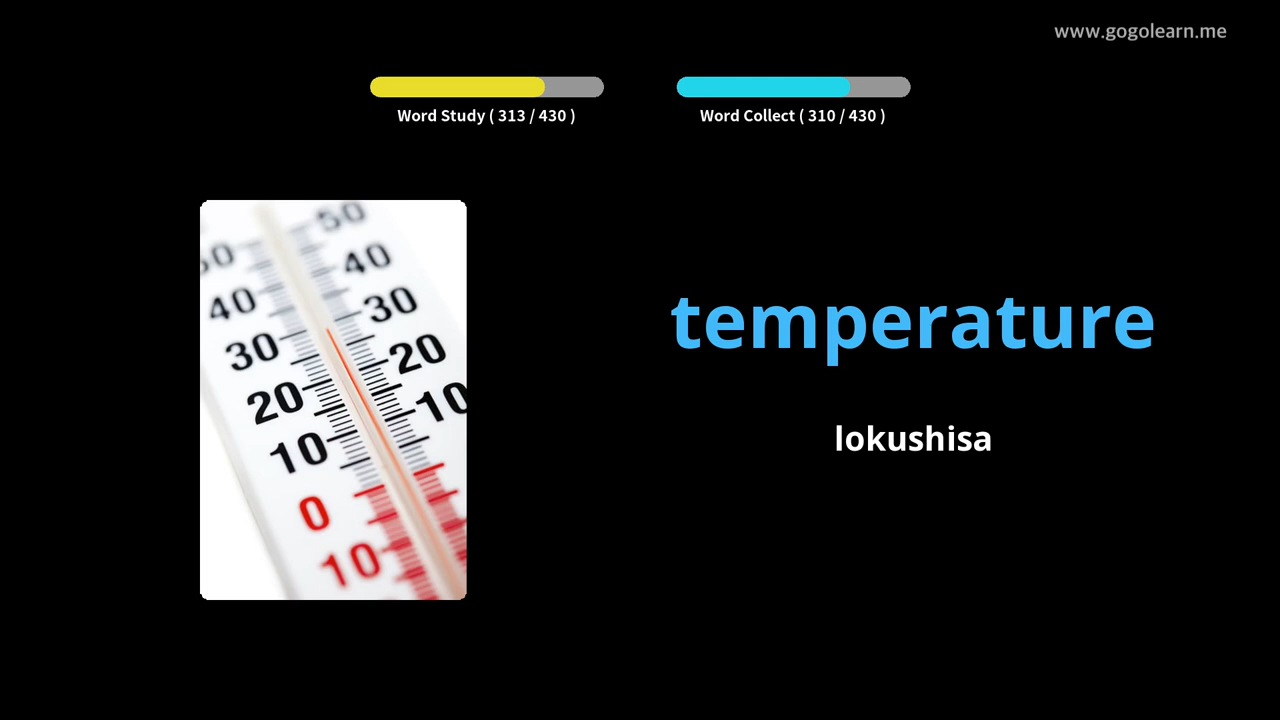 www.gogolearn.me
Word Study ( 313 / 430 )
Word Collect ( 310 / 430 )
temperature
lokushisa
50
50
40
40
30
30
20
20
10
10
0
10